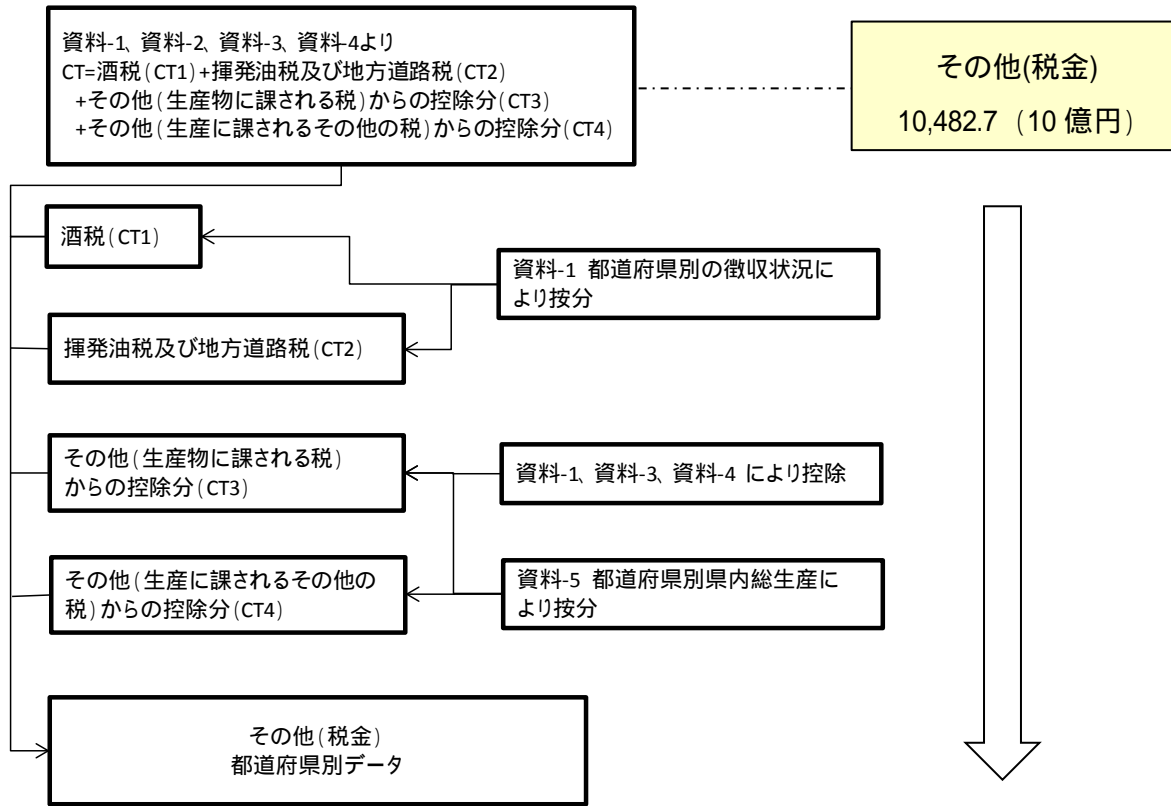 資料-1、資料-2、資料-3、資料-4より
CT=酒税(CT1)+揮発油税及び地方道路税(CT2)
+その他(生産物に課される税)からの控除分(CT3)
+その他(生産に課されるその他の税)からの控除分(CT4)
その他(税金)
10,482.7 (10 億円)
酒税(CT1)
資料-1 都道府県別の徴収状況に
より按分
揮発油税及び地方道路税(CT2)
その他(生産物に課される税)
からの控除分(CT3)
資料-1、資料-3、資料-4 により控除
その他(生産に課されるその他の
税)からの控除分(CT4)
資料-5 都道府県別県内総生産に
より按分
その他(税金)
都道府県別データ